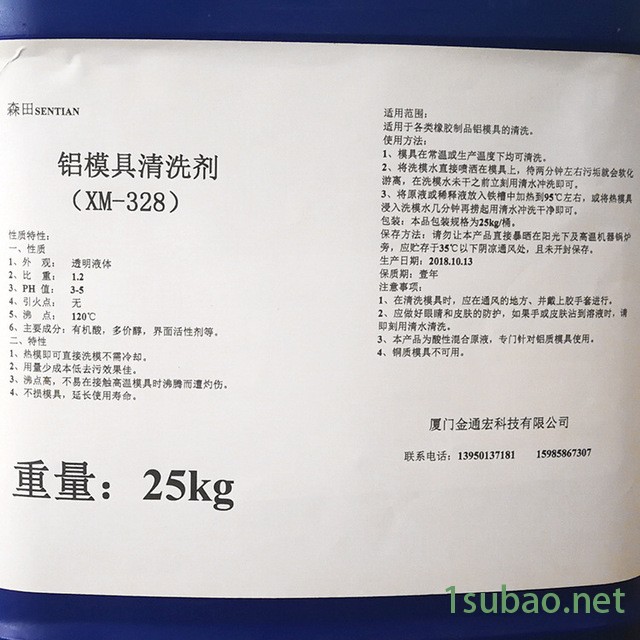 森田SENTIAN
铝模具清洗剂
（XM-328）
性质特性：
一、性质
1、外　观：　透明液体
2、比　重：　1.2
3、PH 值：　3-5
4、引火点：　无
5、沸　点：　120℃
6、主要成分：有机酸，多价醇，界面活性剂等。
二、特性
1、热模即可直接洗模不需冷却。
2、用量少成本低去污效果佳。
3、沸点高，不易在接触高温模具时沸腾而遭灼伤。
4、不损模具，延长使用寿命。
重量：25kg
适用范围：
适用于各类橡胶制品铝模具的清洗。
使用方法：
1、模具在常温或生产温度下均可清洗。
2、将洗模水直接喷洒在模具上，待两分钟左右污垢就会软化
游离，在洗模水未干之前立刻用清水冲洗即可。
3、将原液或稀释液放入铁槽中加热到95℃左右，或将热模具
浸入洗模水几分钟再捞起用清水冲洗干净即可。
包装：本品包装规格为25kg/桶。
保存方法：请勿让本产品直接暴晒在阳光下及高温机器锅炉
旁，应贮存于35℃以下阴凉通风处，且未开封保存。
生产日期：2018.10.13
保质期：壹年
注意事项：
1、在清洗模具时，应在通风的地方、并戴上胶手套进行。
2、应做好眼睛和皮肤的防护，如果手或皮肤沾到溶液时，请
即刻用清水清洗。
3、本产品为酸性混合原液，专门针对铝质模具使用。
4、铜质模具不可用。
厦门金通宏科技有限公司
联系电话：13950137181　15985867307
1subao.net